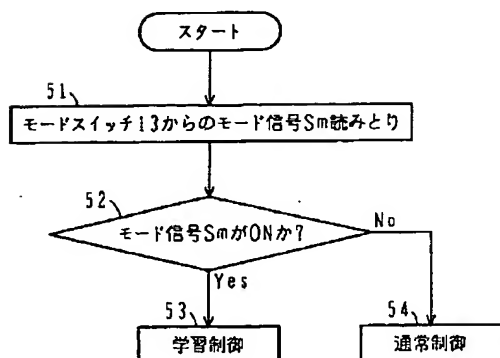 スタート
51
モードスイッチ13からのモード信号Sm読みとり
52
モード信号SmがONか?
No
Yes
53
学習制御
54
通常制御